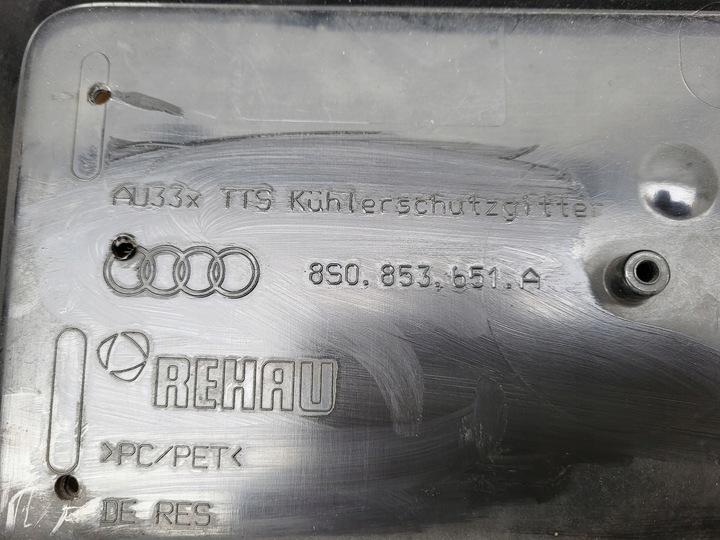 AU33x TTS Kühlerschutzgitter
8S0.853.651.A
REHAU
>PC/PET<
DE RES